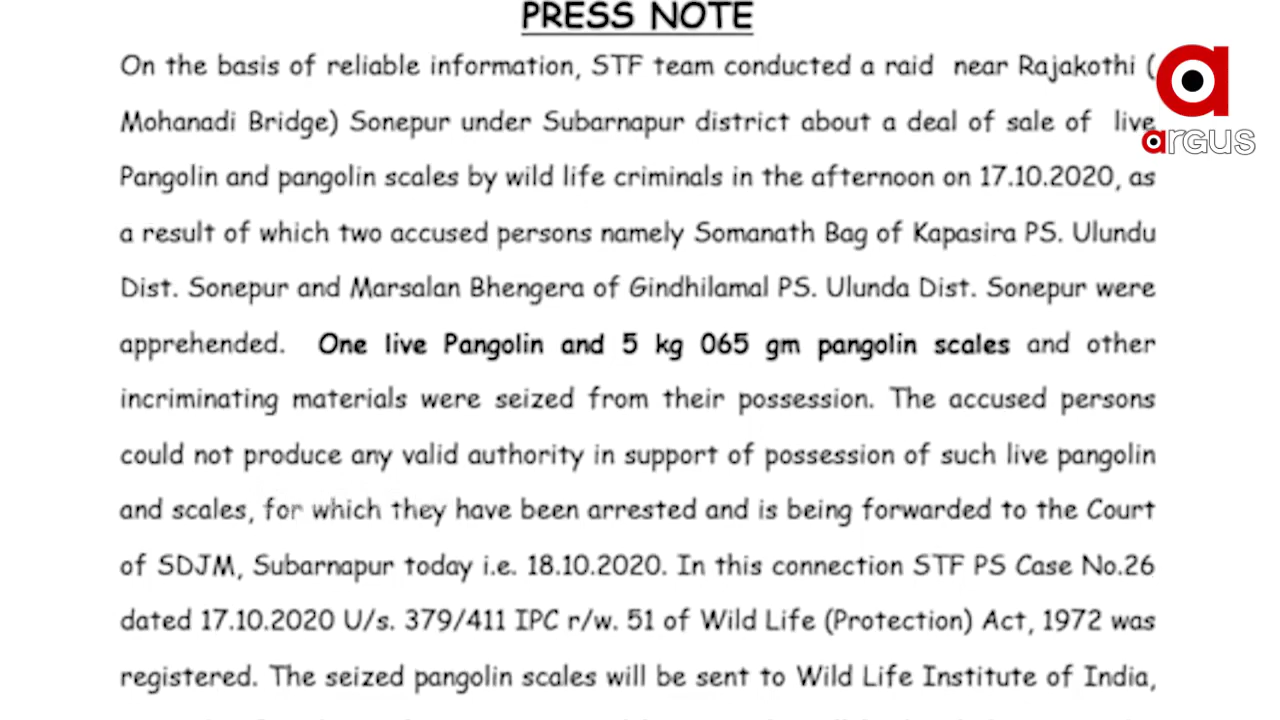 PRESS NOTE
On the basis of reliable information, STF team conducted a raid near Rajakothi (
Mohanadi Bridge) Sonepur under Subarnapur district about a deal of sale of live
Pangolin and pangolin scales by wild life criminals in the afternoon on 17.10.2020, as
a result of which two accused persons namely Somanath Bag of Kapasira PS. Ulundu
Dist. Sonepur and Marsalan Bhengera of Gindhilamal PS. Ulunda Dist. Sonepur were
apprehended. One live Pangolin and 5 kg 065 gm pangolin scales and other
incriminating materials were seized from their possession. The accused persons
could not produce any valid authority in support of possession of such live pangolin
and scales, for which they have been arrested and is being forwarded to the Court
of SDJM, Subarnapur today i.e. 18.10.2020. In this connection STF PS Case No.26
dated 17.10.2020 U/s. 379/411 IPC r/w. 51 of Wild Life (Protection) Act, 1972 was
registered. The seized pangolin scales will be sent to Wild Life Institute of India,
a
argus